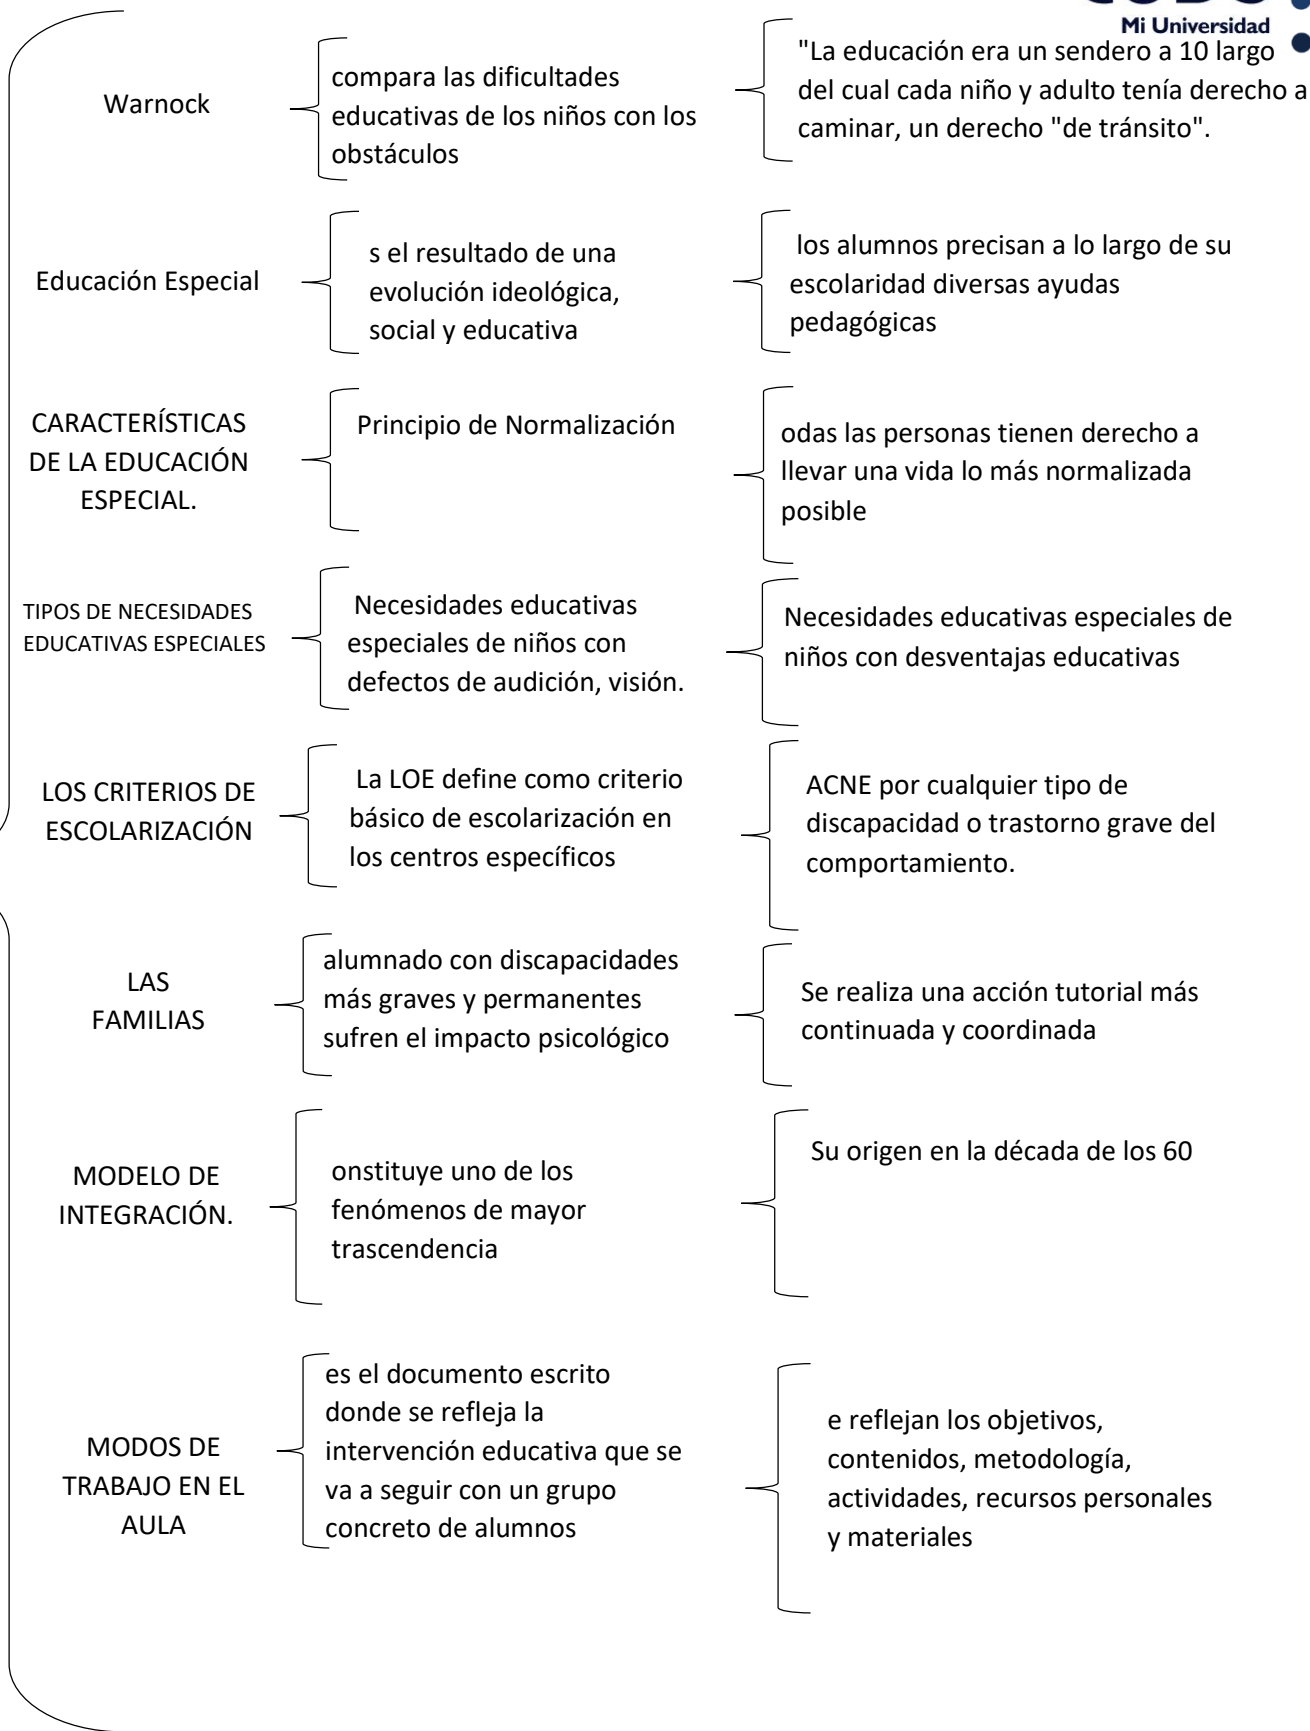 Mi Universidad
Warnock
compara las dificultades
educativas de los niños con los
obstáculos
"La educación era un sendero a 10 largo
del cual cada niño y adulto tenía derecho a
caminar, un derecho "de tránsito".
Educación Especial
s el resultado de una
evolución ideológica,
social y educativa
los alumnos precisan a lo largo de su
escolaridad diversas ayudas
pedagógicas
CARACTERÍSTICAS
DE LA EDUCACIÓN
ESPECIAL.
Principio de Normalización
odas las personas tienen derecho a
llevar una vida lo más normalizada
posible
TIPOS DE NECESIDADES
EDUCATIVAS ESPECIALES
Necesidades educativas
especiales de niños con
defectos de audición, visión.
Necesidades educativas especiales de
niños con desventajas educativas
LOS CRITERIOS DE
ESCOLARIZACIÓN
La LOE define como criterio
básico de escolarización en
los centros específicos
ACNE por cualquier tipo de
discapacidad o trastorno grave del
comportamiento.
LAS
FAMILIAS
alumnado con discapacidades
más graves y permanentes
sufren el impacto psicológico
Se realiza una acción tutorial más
continuada y coordinada
MODELO DE
INTEGRACIÓN.
onstituye uno de los
fenómenos de mayor
trascendencia
Su origen en la década de los 60
MODOS DE
TRABAJO EN EL
AULA
es el documento escrito
donde se refleja la
intervención educativa que se
va a seguir con un grupo
concreto de alumnos
e reflejan los objetivos,
contenidos, metodología,
actividades, recursos personales
y materiales